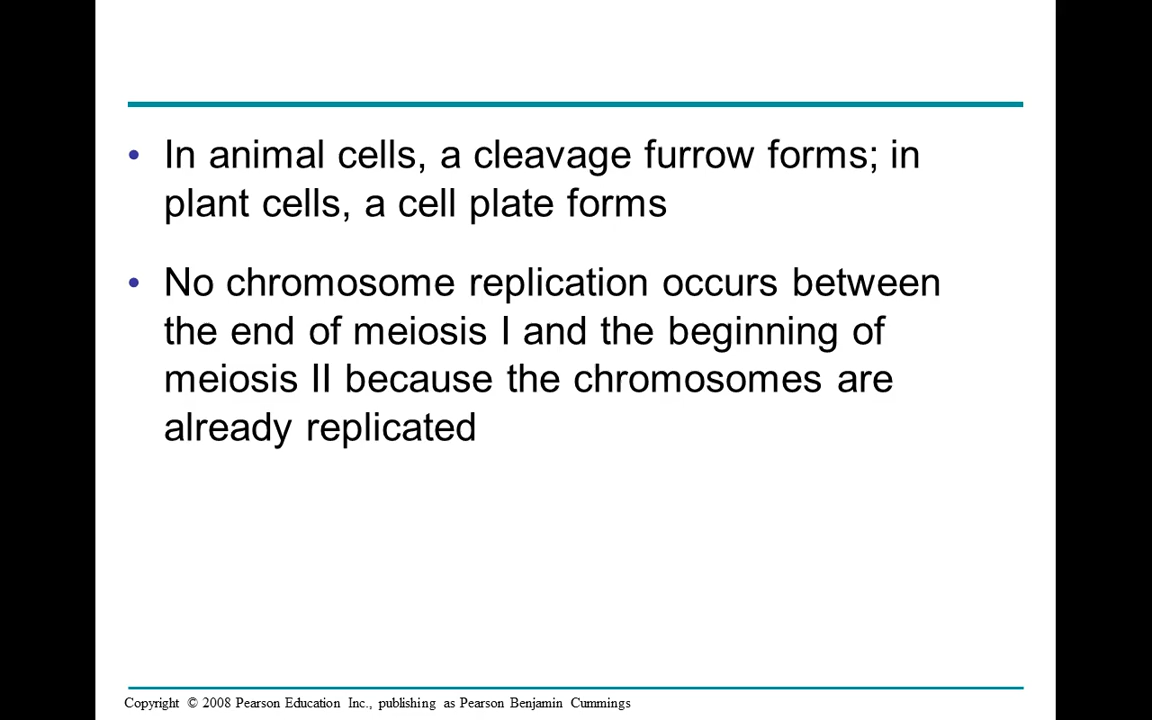 • In animal cells, a cleavage furrow forms; in
plant cells, a cell plate forms
• No chromosome replication occurs between
the end of meiosis I and the beginning of
meiosis II because the chromosomes are
already replicated
Copyright © 2008 Pearson Education Inc., publishing as Pearson Benjamin Cummings